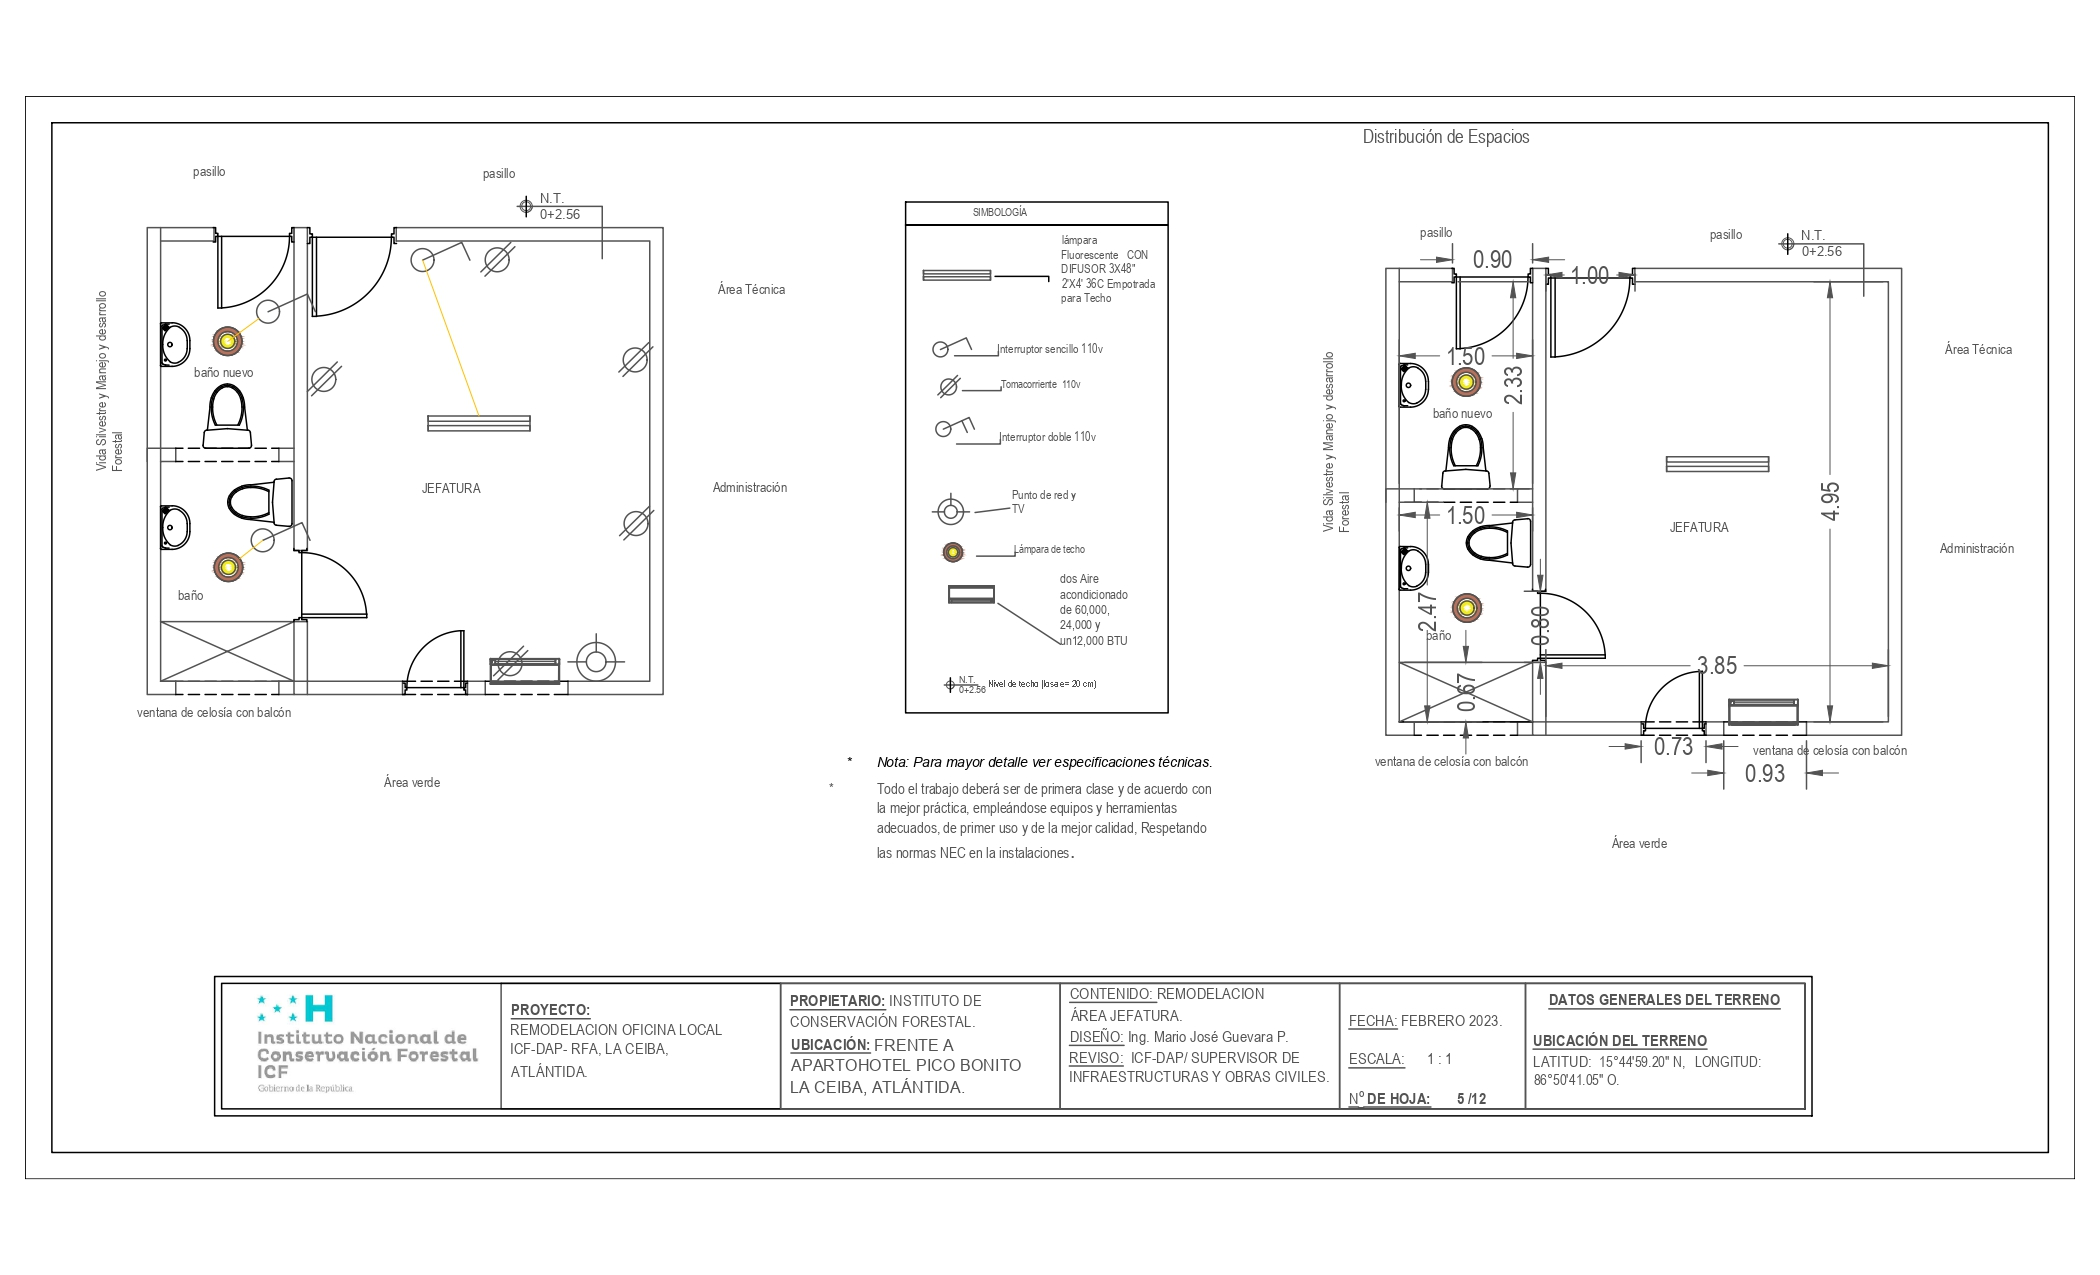 Distribución de Espacios
pasillo
pasillo
N.T.
0+2.56
Área Técnica
Vida Silvestre y Manejo y desarrollo
Forestal
baño nuevo
JEFATURA
Administración
baño
ventana de celosía con balcón
Área verde
SIMBOLOGÍA
lámpara
Fluorescente CON
DIFUSOR 3X48"
2'X4' 36C Empotrada
para Techo
Interruptor sencillo 110v
Tomacorriente 110v
Interruptor doble 110v
Punto de red y
TV
Lámpara de techo
dos Aire
acondicionado
de 60,000,
24,000 y
un12,000 BTU
N.T.
0+2.56
Nivel de techa (losa e= 20 cm)
* Nota: Para mayor detalle ver especificaciones técnicas.
* Todo el trabajo deberá ser de primera clase y de acuerdo con
la mejor práctica, empleándose equipos y herramientas
adecuados, de primer uso y de la mejor calidad, Respetando
las normas NEC en la instalaciones.
pasillo
pasillo
N.T.
0+2.56
0.90
1.00
1.50
2.33
baño nuevo
Área Técnica
Vida Silvestre y Manejo y desarrollo
Forestal
4.95
1.50
JEFATURA
Administración
2.47
0.80
baño
3.85
0.67
0.73
ventana de celosía con balcón
ventana de celosía con balcón
0.93
Área verde
H
Instituto Nacional de
Conservación Forestal
ICF
Gobierno de la República
PROYECTO:
REMODELACION OFICINA LOCAL
ICF-DAP- RFA, LA CEIBA,
ATLÁNTIDA.
PROPIETARIO: INSTITUTO DE
CONSERVACIÓN FORESTAL.
UBICACIÓN: FRENTE A
APARTOHOTEL PICO BONITO
LA CEIBA, ATLÁNTIDA.
CONTENIDO: REMODELACION
ÁREA JEFATURA.
DISEÑO: Ing. Mario José Guevara P.
REVISO: ICF-DAP/ SUPERVISOR DE
INFRAESTRUCTURAS Y OBRAS CIVILES.
FECHA: FEBRERO 2023.
ESCALA: 1 : 1
Nº DE HOJA: 5 /12
DATOS GENERALES DEL TERRENO
UBICACIÓN DEL TERRENO
LATITUD: 15°44'59.20" N, LONGITUD:
86°50'41.05" O.